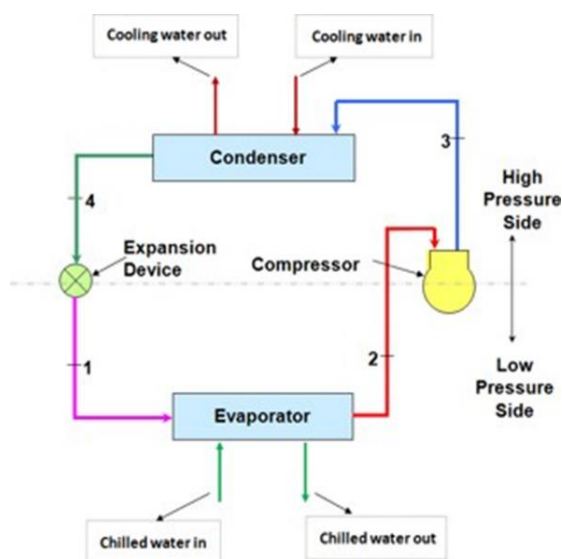 Cooling water out
Cooling water in
Condenser
3
4
High
Pressure
Side
Expansion
Device
Compressor
1
2
Low
Pressure
Side
Evaporator
Chilled water in
Chilled water out